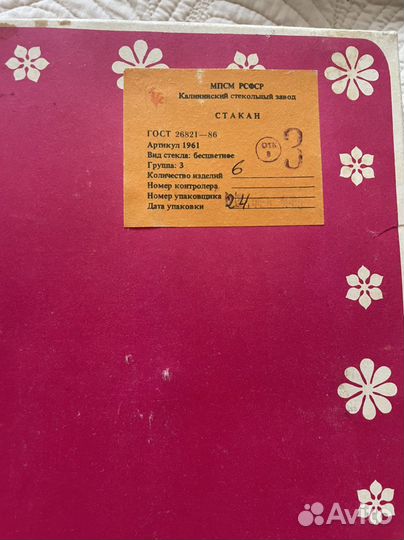 МПСМ РСФСР
Калининский стекольный завод
СТАКАН
ГОСТ 26821—86
Артикул 1961
Вид стекла: бесцветное
Группа: 3
Количество изделий 6
Номер контролера
Номер упаковщика 24
Дата упаковки
ОТК
8
3
Avito